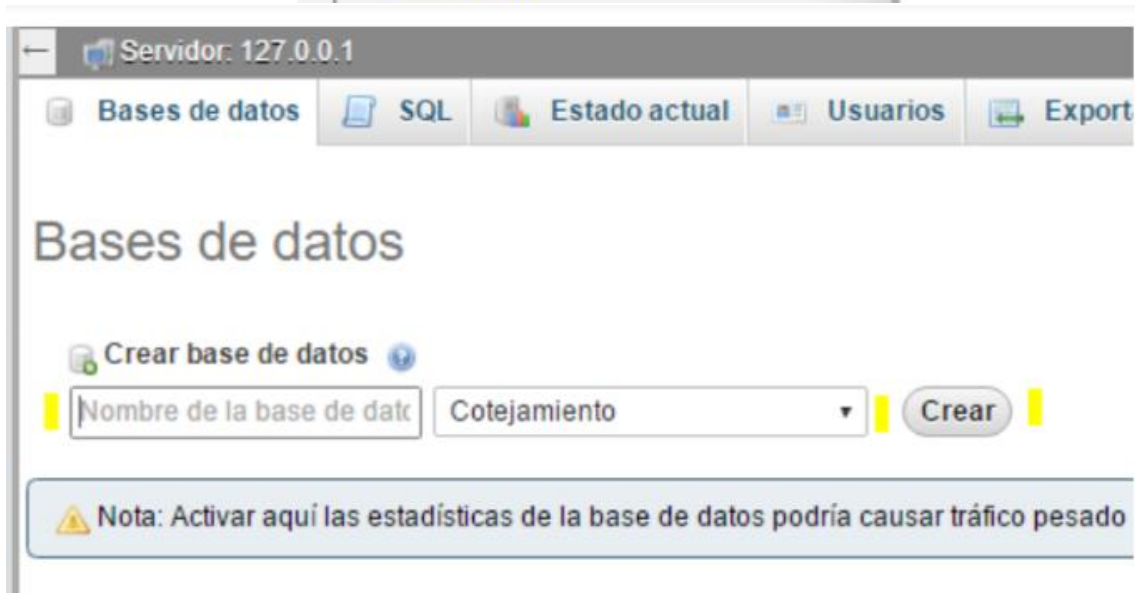 ← Servidor: 127.0.0.1
Bases de datos SQL Estado actual Usuarios Export
Bases de datos
Crear base de datos
Nombre de la base de dato Cotejamiento Crear
Nota: Activar aquí las estadísticas de la base de datos podría causar tráfico pesado